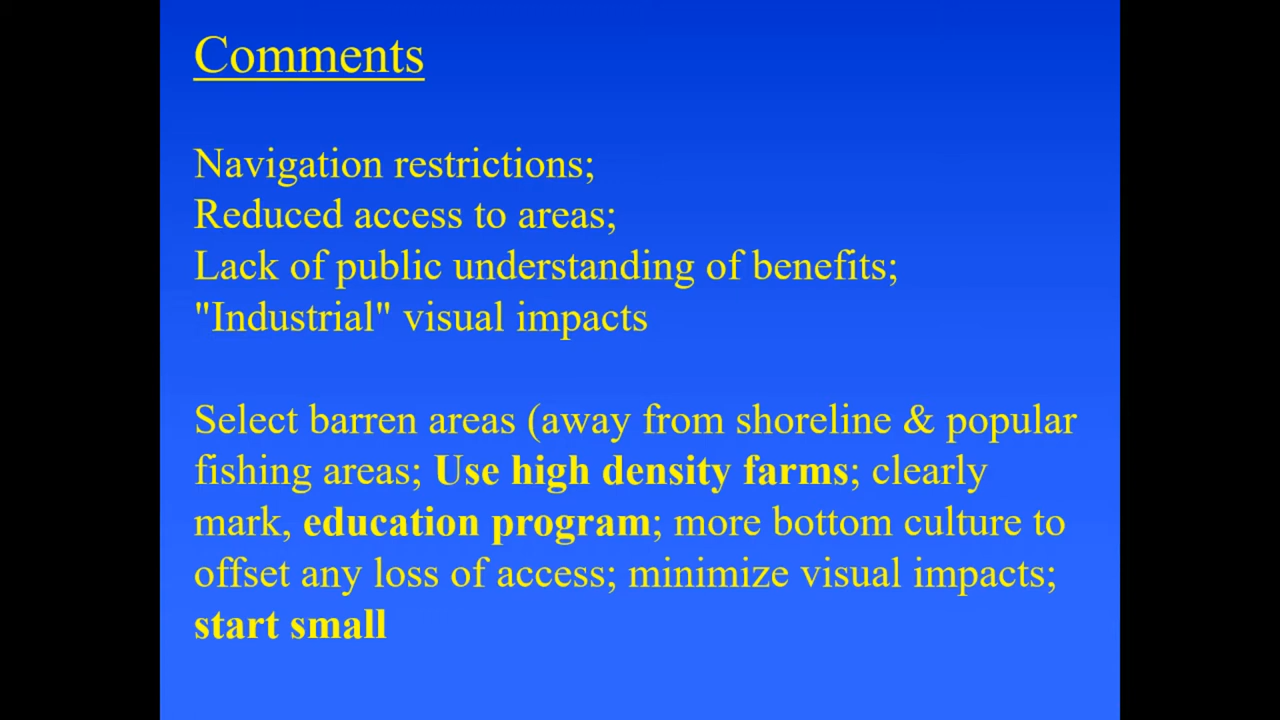 Comments
Navigation restrictions;
Reduced access to areas;
Lack of public understanding of benefits;
"Industrial" visual impacts
Select barren areas (away from shoreline & popular
fishing areas; Use high density farms; clearly
mark, education program; more bottom culture to
offset any loss of access; minimize visual impacts;
start small